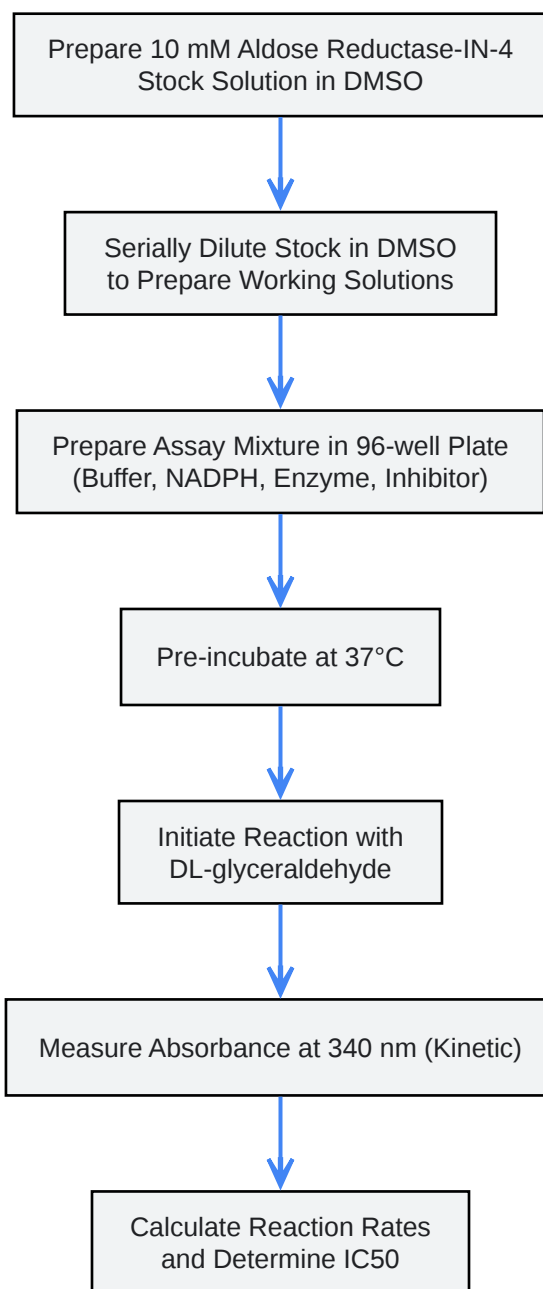 Prepare 10 mM Aldose Reductase-IN-4
Stock Solution in DMSO
Serially Dilute Stock in DMSO
to Prepare Working Solutions
Prepare Assay Mixture in 96-well Plate
(Buffer, NADPH, Enzyme, Inhibitor)
Pre-incubate at 37°C
Initiate Reaction with
DL-glyceraldehyde
Measure Absorbance at 340 nm (Kinetic)
Calculate Reaction Rates
and Determine IC50